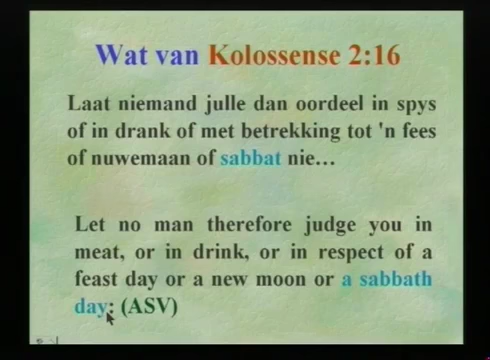 Wat van Kolossense 2:16
Laat niemand julle dan oordeel in spys
of in drank of met betrekking tot 'n fees
of nuwemaan of sabbat nie...
Let no man therefore judge you in
meat, or in drink, or in respect of a
feast day or a new moon or a sabbath
day: (ASV)